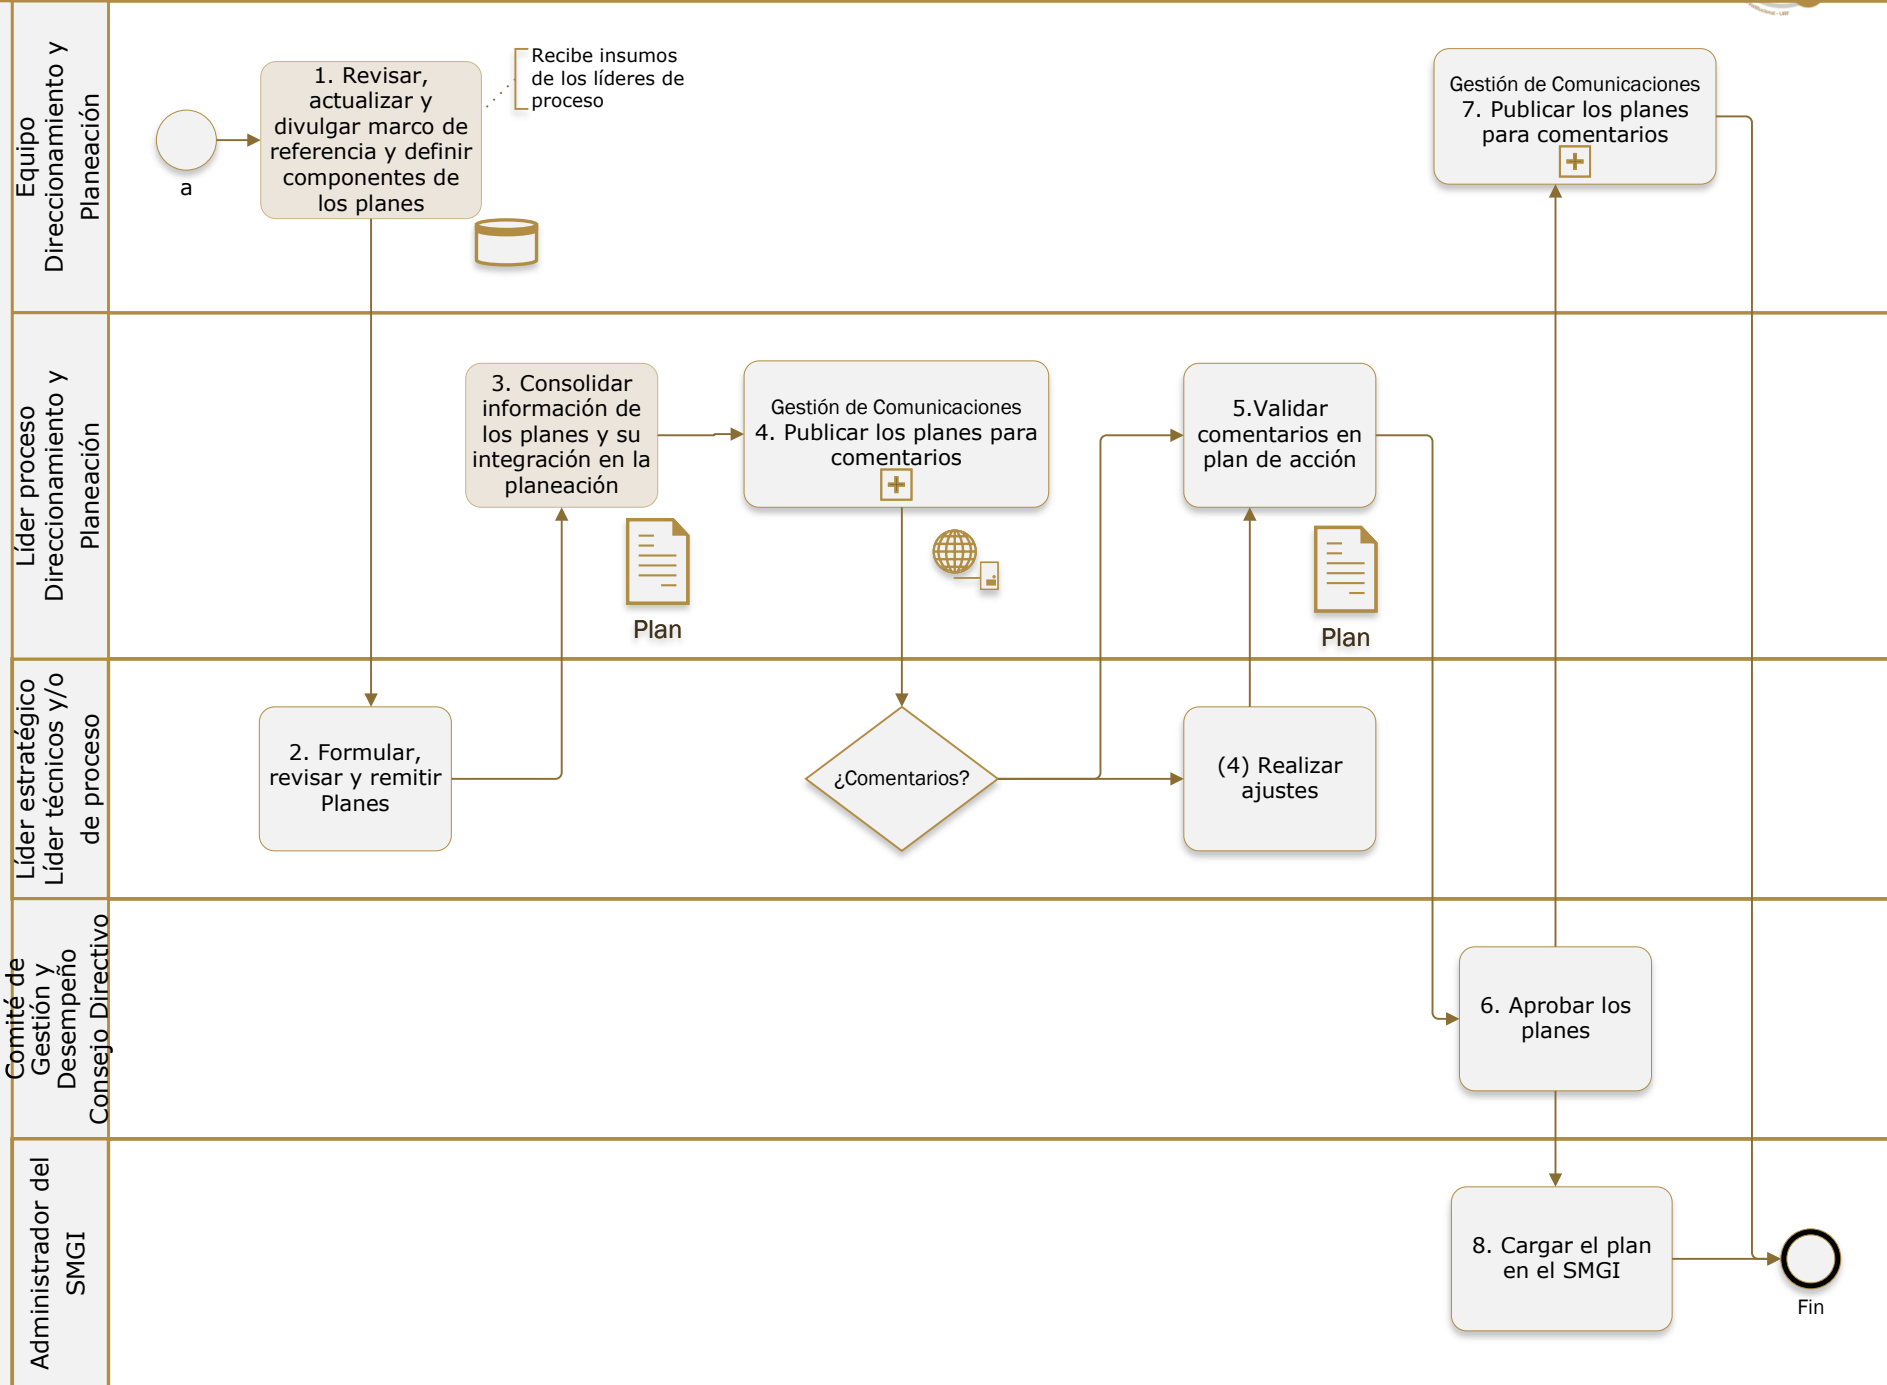 Equipo
Direccionamiento y
Planeación
a
1. Revisar,
actualizar y
divulgar marco de
referencia y definir
componentes de
los planes
Recibe insumos
de los líderes de
proceso
Gestión de Comunicaciones
7. Publicar los planes
para comentarios
Líder proceso
Direccionamiento y
Planeación
3. Consolidar
información de
los planes y su
integración en la
planeación
Plan
Gestión de Comunicaciones
4. Publicar los planes para
comentarios
5.Validar
comentarios en
plan de acción
Plan
Líder estratégico
Líder técnicos y/o
de proceso
2. Formular,
revisar y remitir
Planes
¿Comentarios?
(4) Realizar
ajustes
Comité de
Gestión y
Desempeño
Consejo Directivo
6. Aprobar los
planes
Administrador del
SMGI
8. Cargar el plan
en el SMGI
Fin